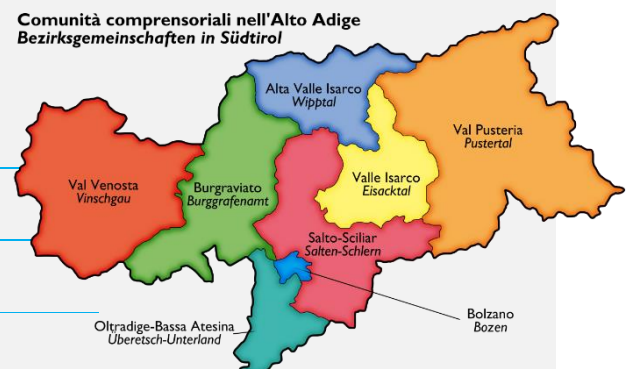 Comunità comprensoriali nell'Alto Adige
Bezirksgemeinschaften in Südtirol
Alta Valle Isarco
Wipptal
Val Pusteria
Pustertal
Val Venosta
Vinschgau
Burgraviato
Burggrafenamt
Valle Isarco
Eisacktal
Salto-Sciliar
Salten-Schlern
Bolzano
Bozen
Oltradige-Bassa Atesina
Überetsch-Unterland